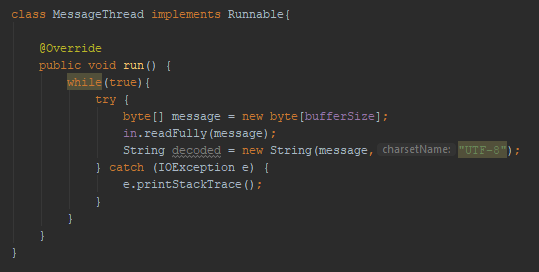 class MessageThread implements Runnable{
@Override
public void run() {
while(true){
try {
byte[] message = new byte[bufferSize];
in.readFully(message);
String decoded = new String(message, charsetName: "UTF-8");
} catch (IOException e) {
e.printStackTrace();
}
}
}
}